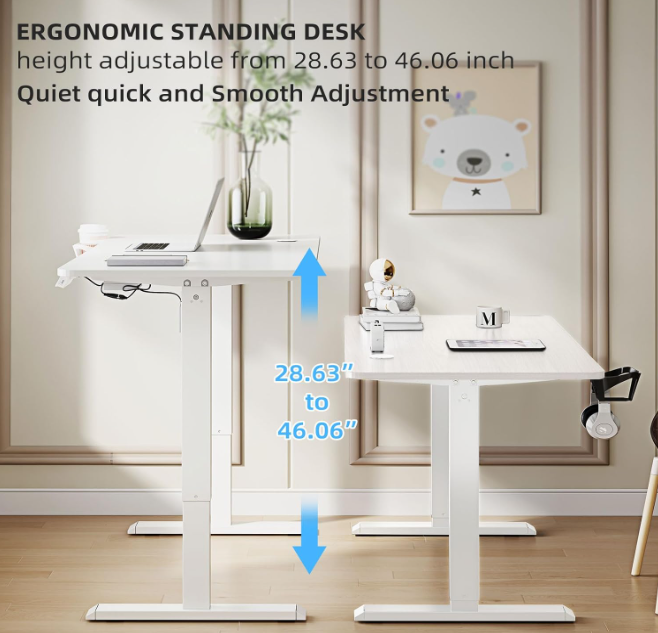 ERGONOMIC STANDING DESK
height adjustable from 28.63 to 46.06 inch
Quiet quick and Smooth Adjustment
28.63”
to
46.06”
M